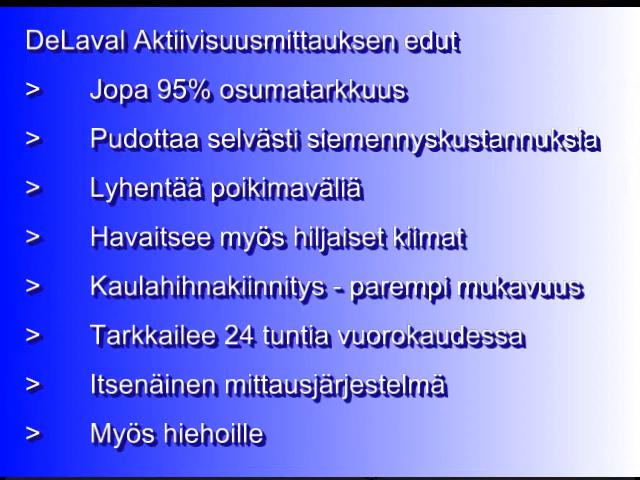 DeLaval Aktiivisuusmittauksen edut
> Jopa 95% osumatarkkuus
> Pudottaa selvästi siemennyskustannuksia
> Lyhentää poikimaväliä
> Havaitsee myös hiljaiset kiimat
> Kaulahihnakiinnitys - parempi mukavuus
> Tarkkailee 24 tuntia vuorokaudessa
> Itsenäinen mittausjärjestelmä
> Myös hiehoille